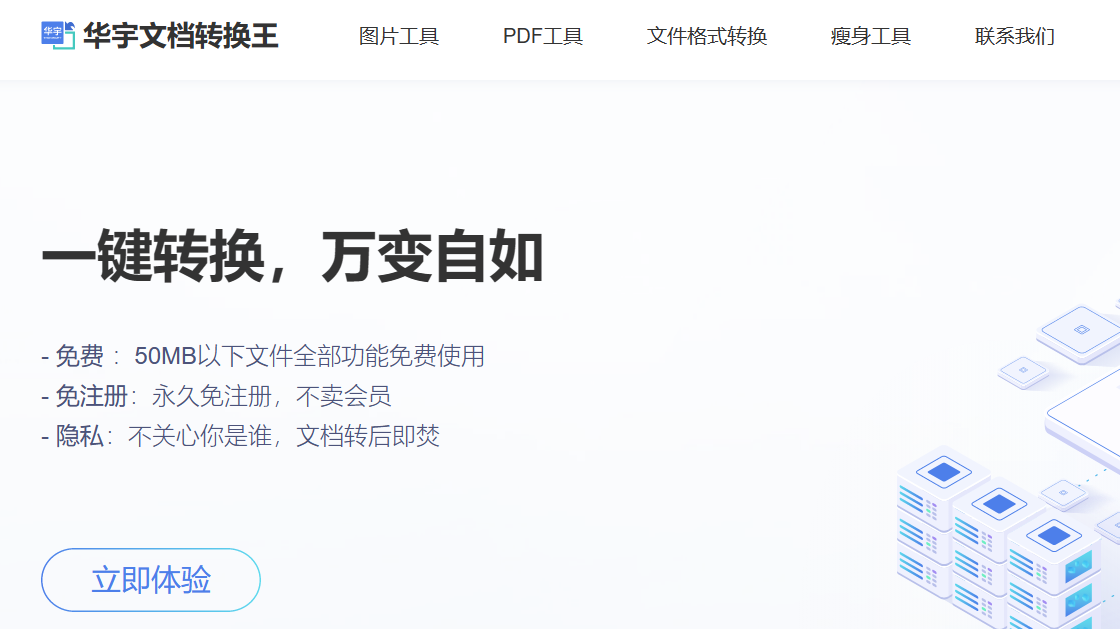 华宇 华宇文档转换王 图片工具 PDF工具 文件格式转换 瘦身工具 联系我们
一键转换，万变自如
- 免费 ：50MB以下文件全部功能免费使用
- 免注册：永久免注册，不卖会员
- 隐私：不关心你是谁，文档转后即焚
立即体验